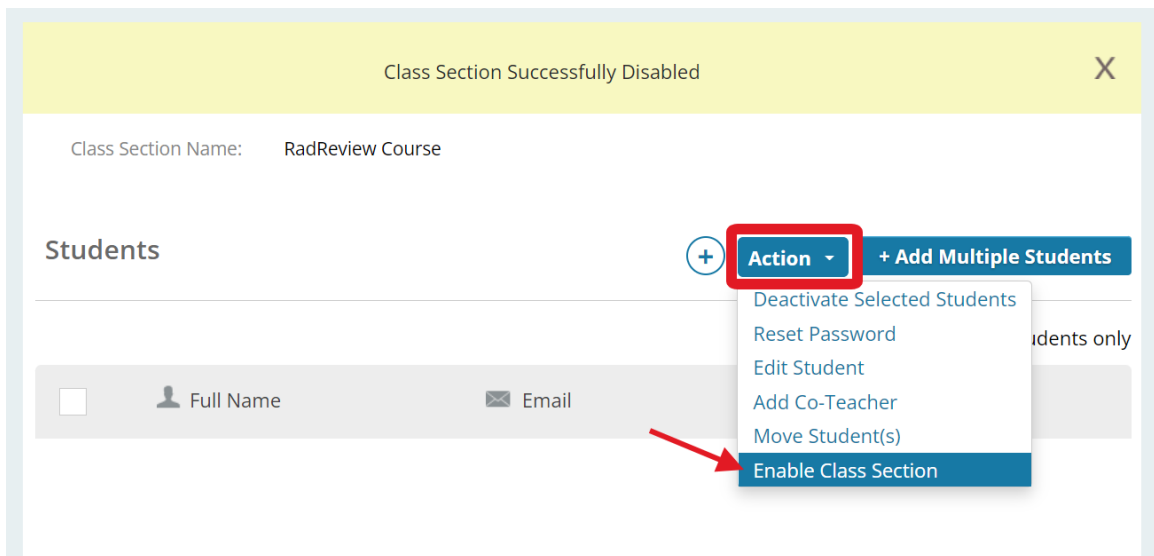 Class Section Successfully Disabled X
Class Section Name: RadReview Course
Students + Action + Add Multiple Students
Deactivate Selected Students
Reset Password
students only
Edit Student
Full Name Email
Add Co-Teacher
Move Student(s)
Enable Class Section